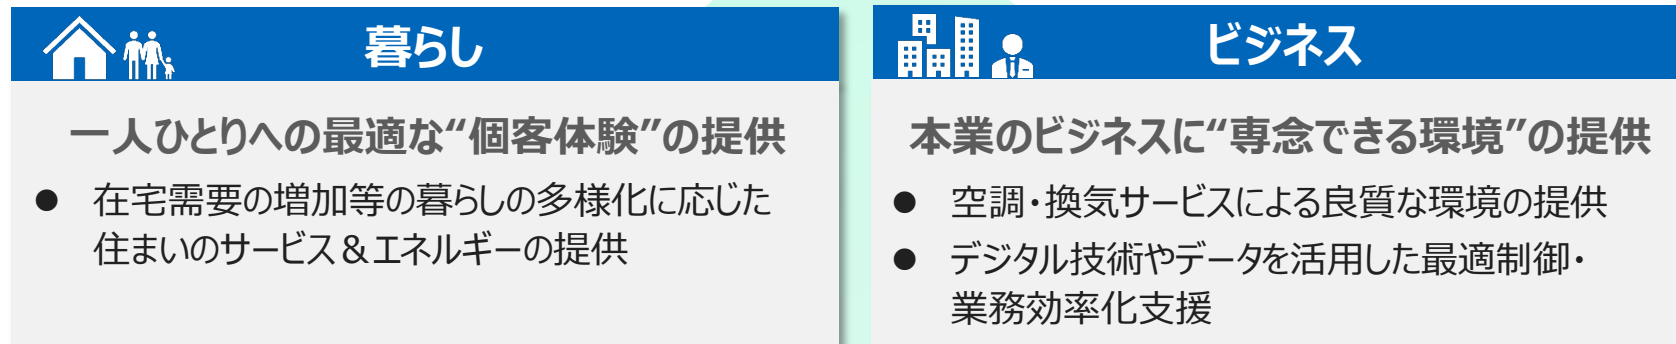 暮らし
一人ひとりへの最適な“個客体験”の提供
● 在宅需要の増加等の暮らしの多様化に応じた
住まいのサービス＆エネルギーの提供
ビジネス
本業のビジネスに“専念できる環境”の提供
● 空調・換気サービスによる良質な環境の提供
● デジタル技術やデータを活用した最適制御・
業務効率化支援